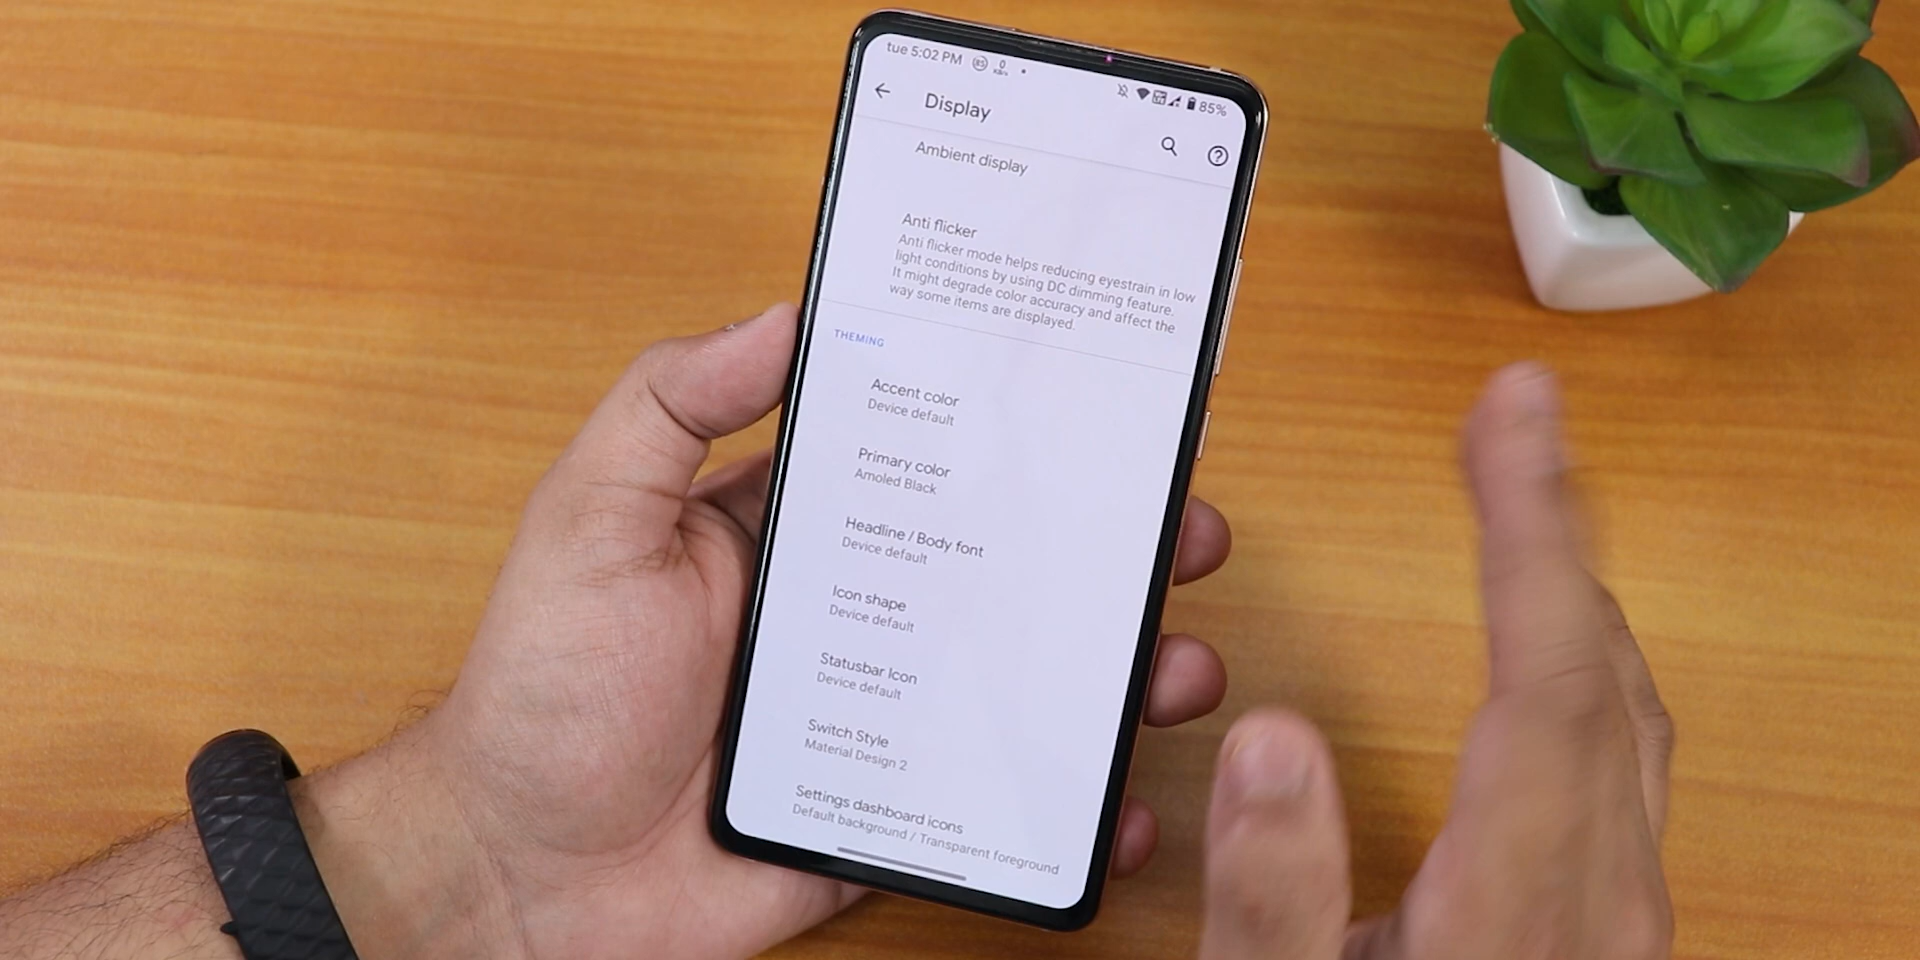 tue 5:02 PM 85 0 KB/s 85%
Display
Ambient display
Anti flicker
Anti flicker mode helps reducing eyestrain in low
light conditions by using DC dimming feature.
It might degrade color accuracy and affect the
way some items are displayed.
THEMING
Accent color
Device default
Primary color
Amoled Black
Headline / Body font
Device default
Icon shape
Device default
Statusbar Icon
Device default
Switch Style
Material Design 2
Settings dashboard icons
Default background / Transparent foreground